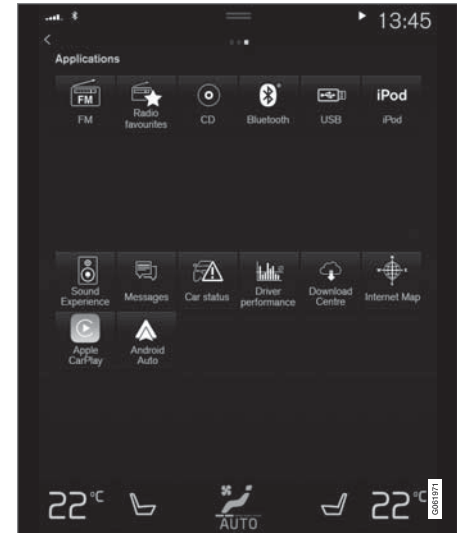 13:45
Applications
FM
iPod
FM
Radio
favourites
CD
Bluetooth
USB
iPod
Sound
Experience
Messages
Car status
Driver
performance
Download
Centre
Internet Map
Apple
CarPlay
Android
Auto
22°C
AUTO
22°C
G061971